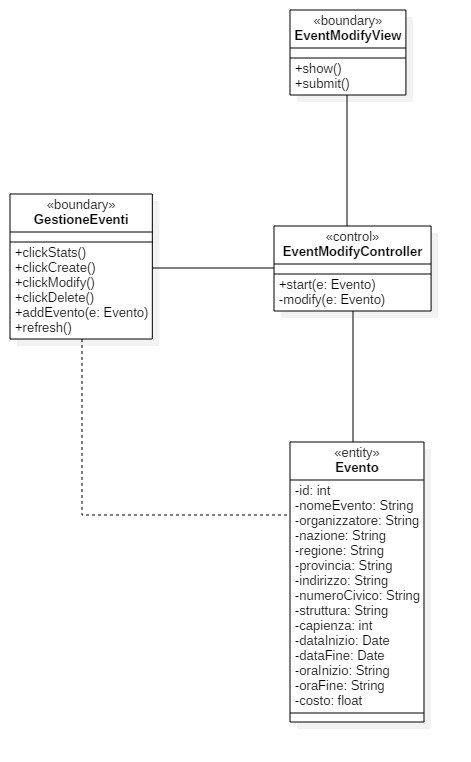 «boundary»
EventModifyView
+show()
+submit()
«boundary»
GestioneEventi
+clickStats()
+clickCreate()
+clickModify()
+clickDelete()
+addEvento(e: Evento)
+refresh()
«control»
EventModifyController
+start(e: Evento)
-modify(e: Evento)
«entity»
Evento
-id: int
-nomeEvento: String
-organizzatore: String
-nazione: String
-regione: String
-provincia: String
-indirizzo: String
-numeroCivico: String
-struttura: String
-capienza: int
-dataInizio: Date
-dataFine: Date
-oraInizio: String
-oraFine: String
-costo: float